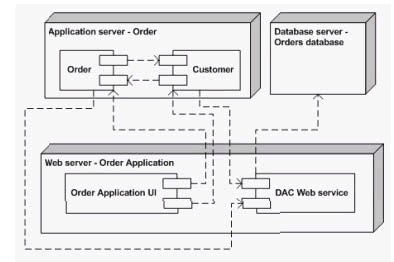 Application server - Order
Database server -
Orders database
Order
Customer
Web server - Order Application
Order Application UI
DAC Web service